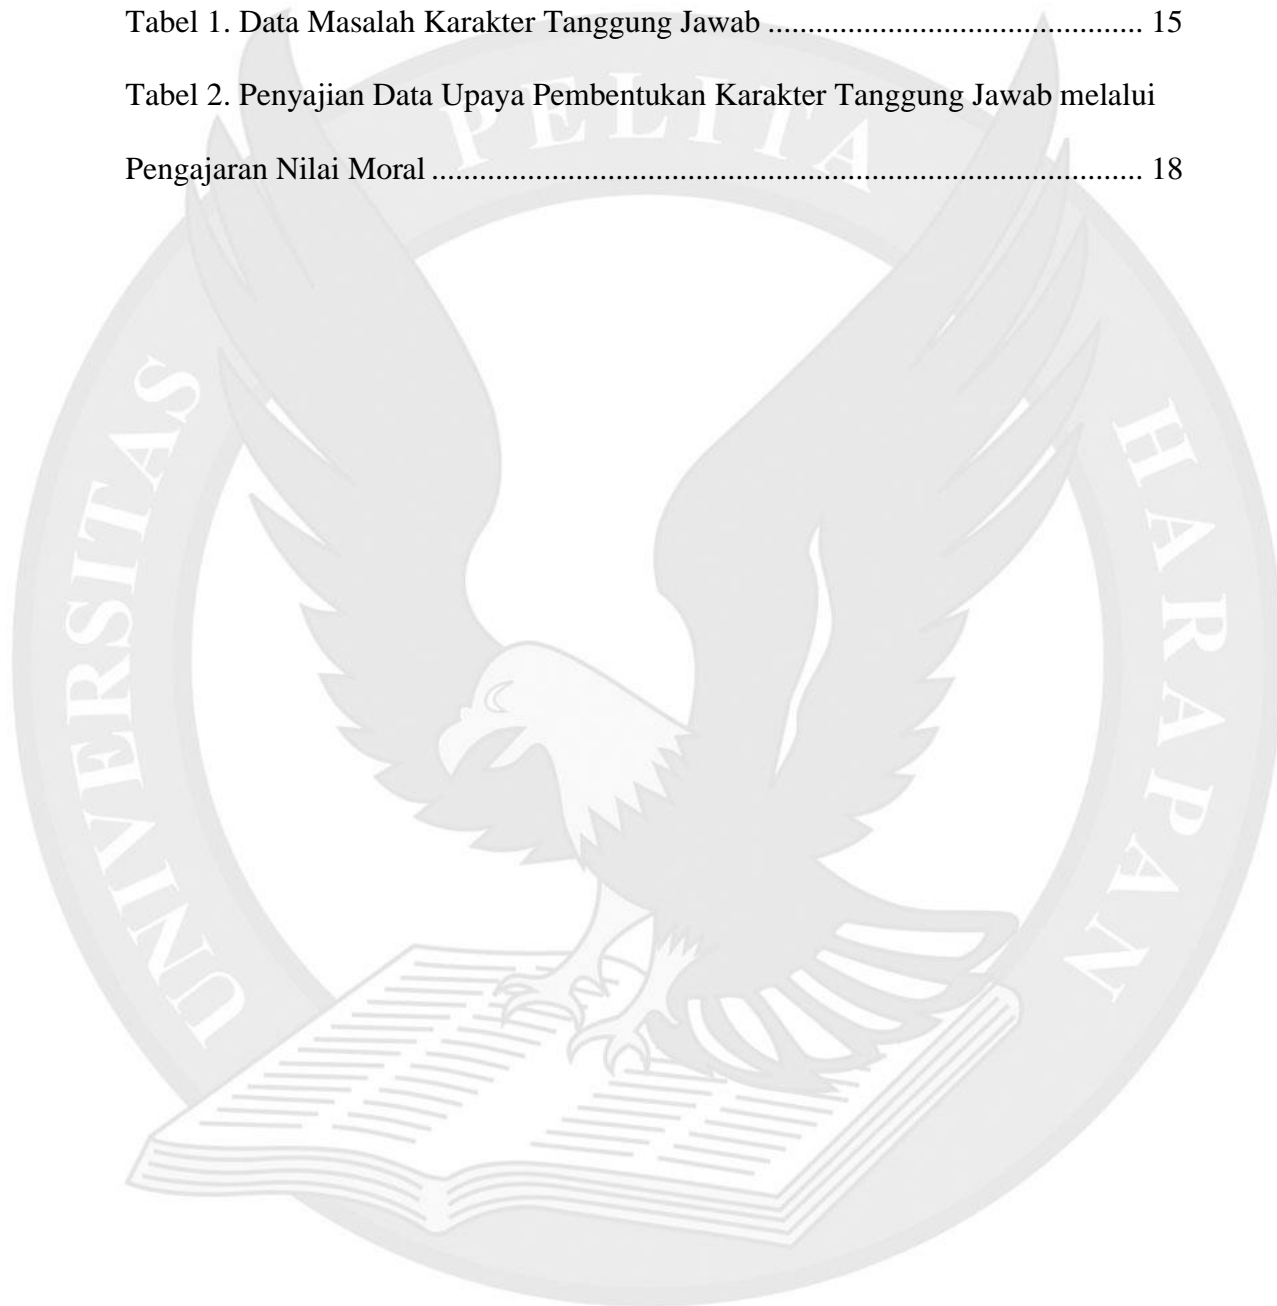 Tabel 1. Data Masalah Karakter Tanggung Jawab ............................................ 15
Tabel 2. Penyajian Data Upaya Pembentukan Karakter Tanggung Jawab melalui
Pengajaran Nilai Moral ........................................................................................ 18
UNIVERSITAS PELITA HARAPAN